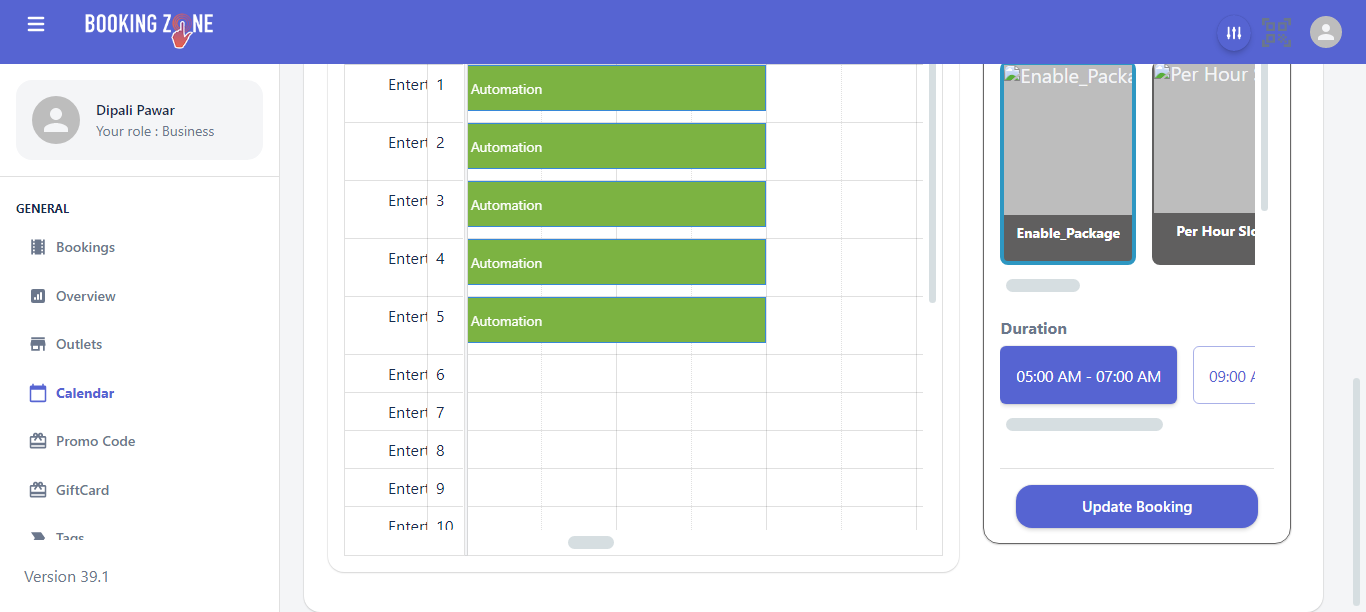 BOOKING ZONE
Dipali Pawar
Your role : Business
GENERAL
Bookings
Overview
Outlets
Calendar
Promo Code
GiftCard
Tags
Version 39.1
Entert 1 Automation
Entert 2 Automation
Entert 3 Automation
Entert 4 Automation
Entert 5 Automation
Entert 6
Entert 7
Entert 8
Entert 9
Entert 10
Enable_Packa
Per Hour S
Enable_Package
Per Hour Slo
Duration
05:00 AM - 07:00 AM
09:00 A
Update Booking